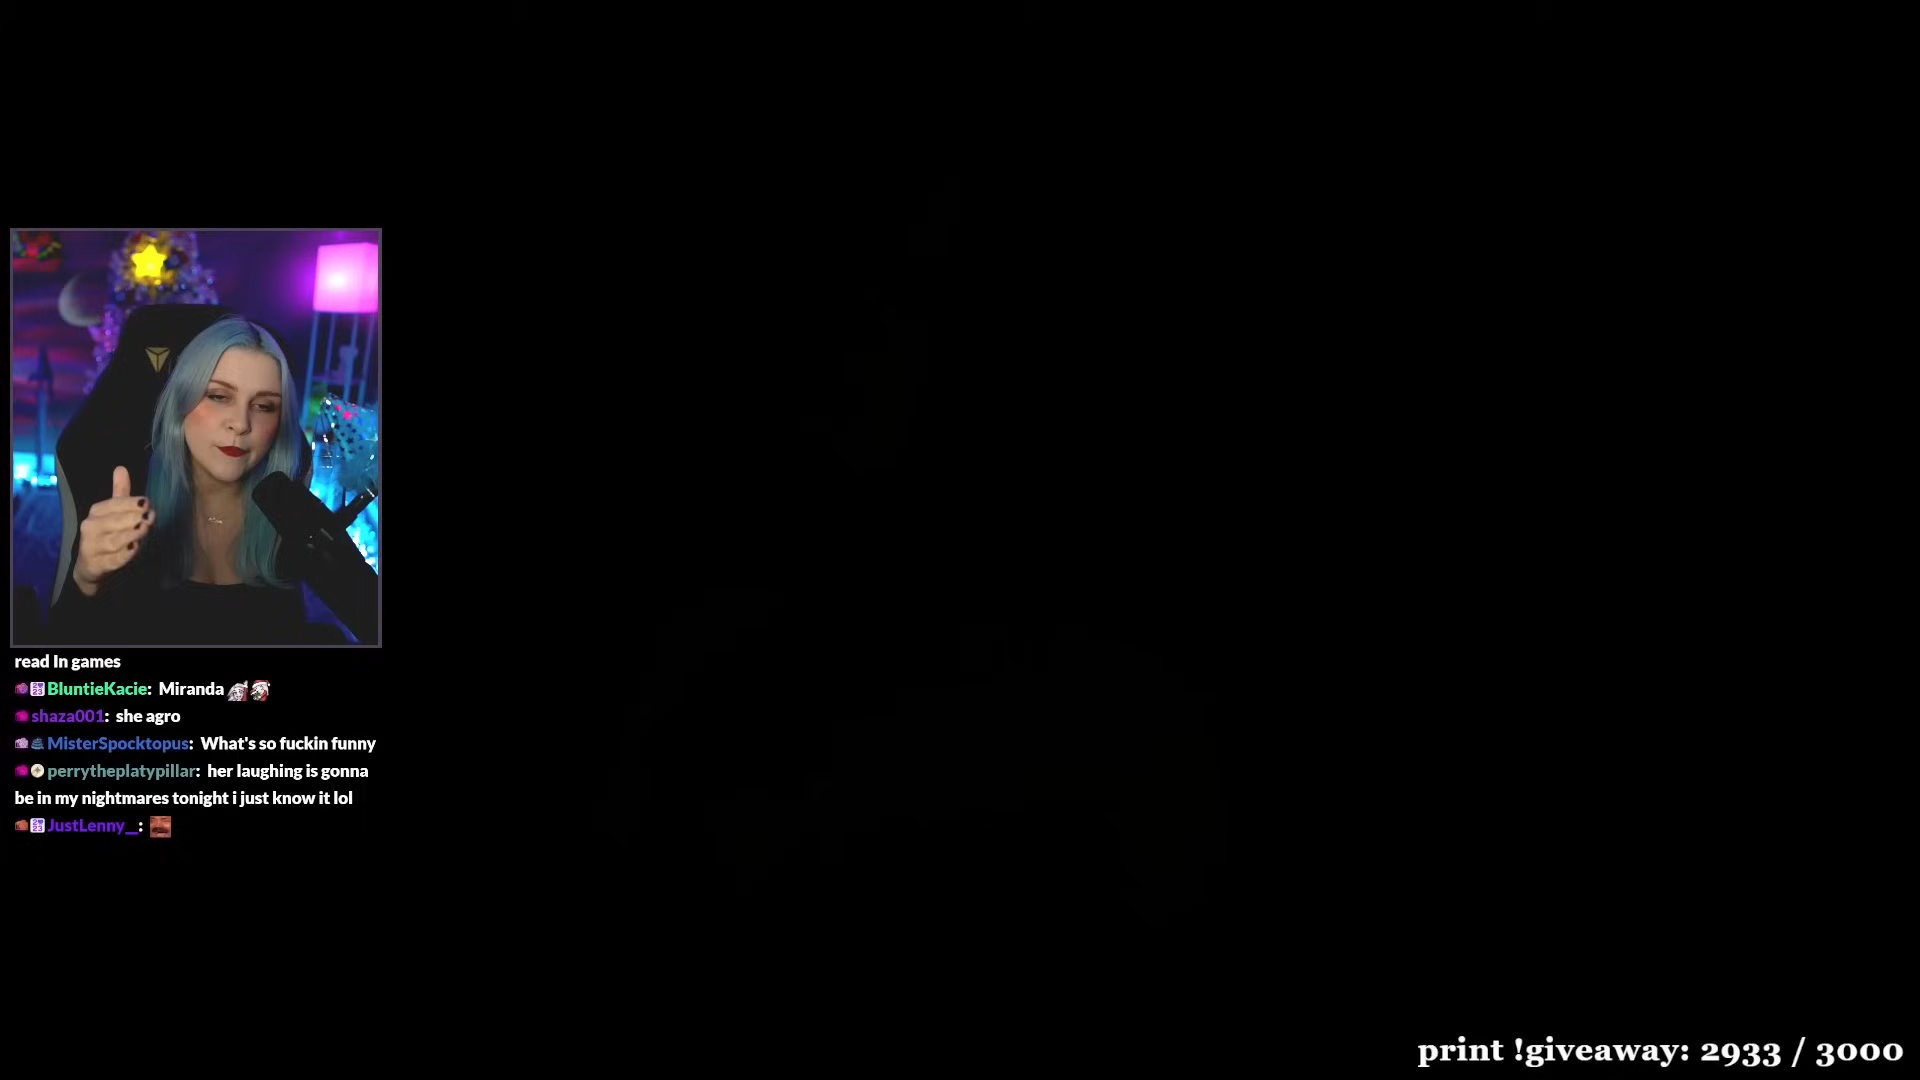 read In games
BluntieKacie: Miranda
shaza001: she agro
MisterSpocktopus: What's so fuckin funny
perrytheplatypillar: her laughing is gonna
be in my nightmares tonight i just know it lol
JustLenny__:
print !giveaway: 2933 / 3000